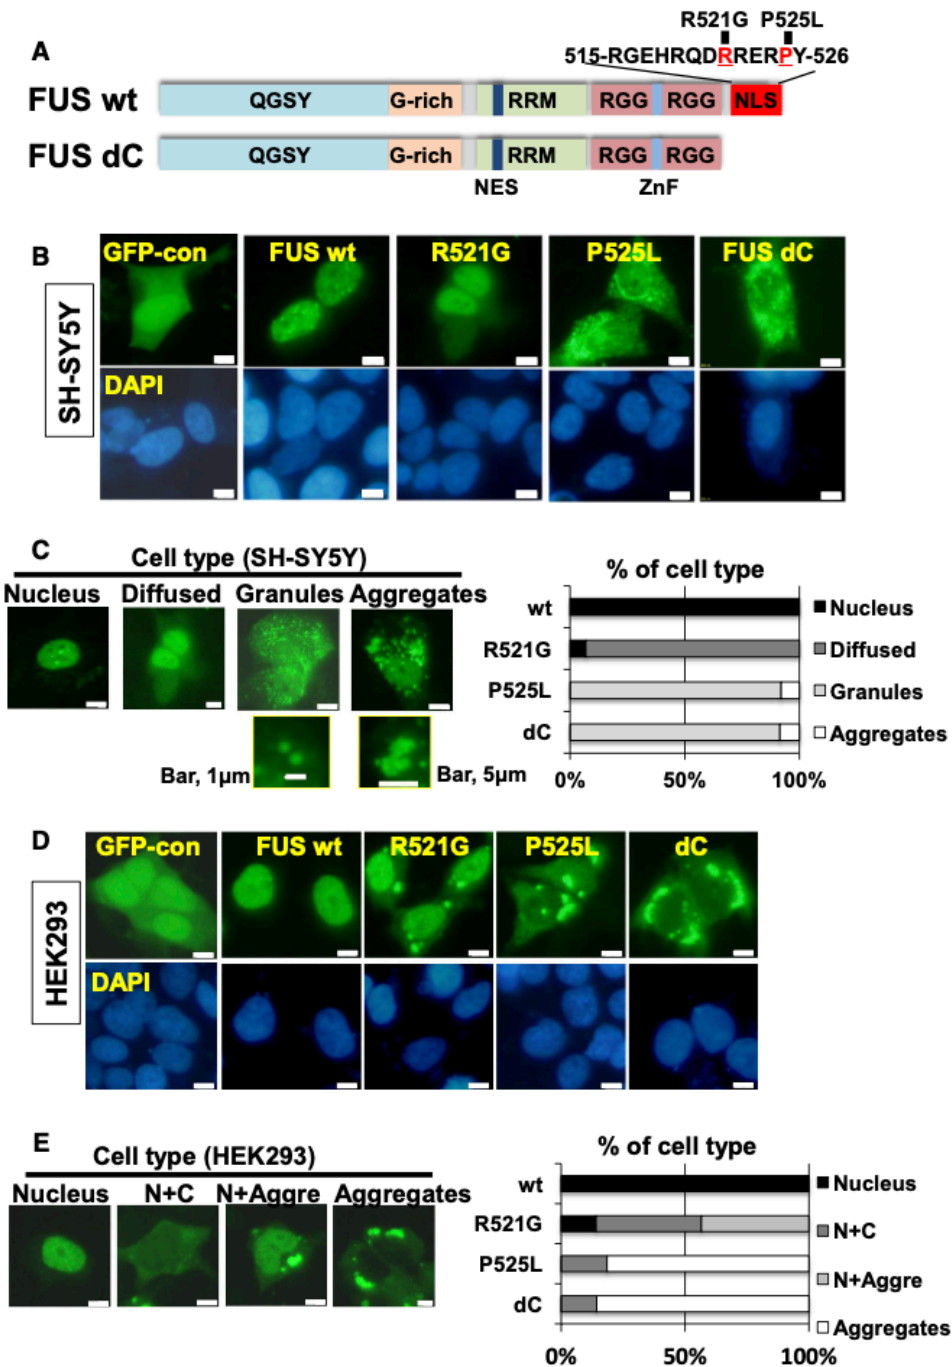 R521G P525L
A
515-RGEHRQDRRERPY-526
FUS wt
QGSY G-rich RRM RGG RGG NLS
FUS dC
QGSY G-rich RRM RGG RGG
NES ZnF
B
SH-SY5Y
GFP-con FUS wt R521G P525L FUS dC
DAPI
C
Cell type (SH-SY5Y)
Nucleus Diffused Granules Aggregates
Bar, 1µm
Bar, 5µm
% of cell type
wt
R521G
P525L
dC
0% 50% 100%
Nucleus
Diffused
Granules
Aggregates
D
HEK293
GFP-con FUS wt R521G P525L dC
DAPI
E
Cell type (HEK293)
Nucleus N+C N+Aggre Aggregates
% of cell type
wt
R521G
P525L
dC
0% 50% 100%
Nucleus
N+C
N+Aggre
Aggregates